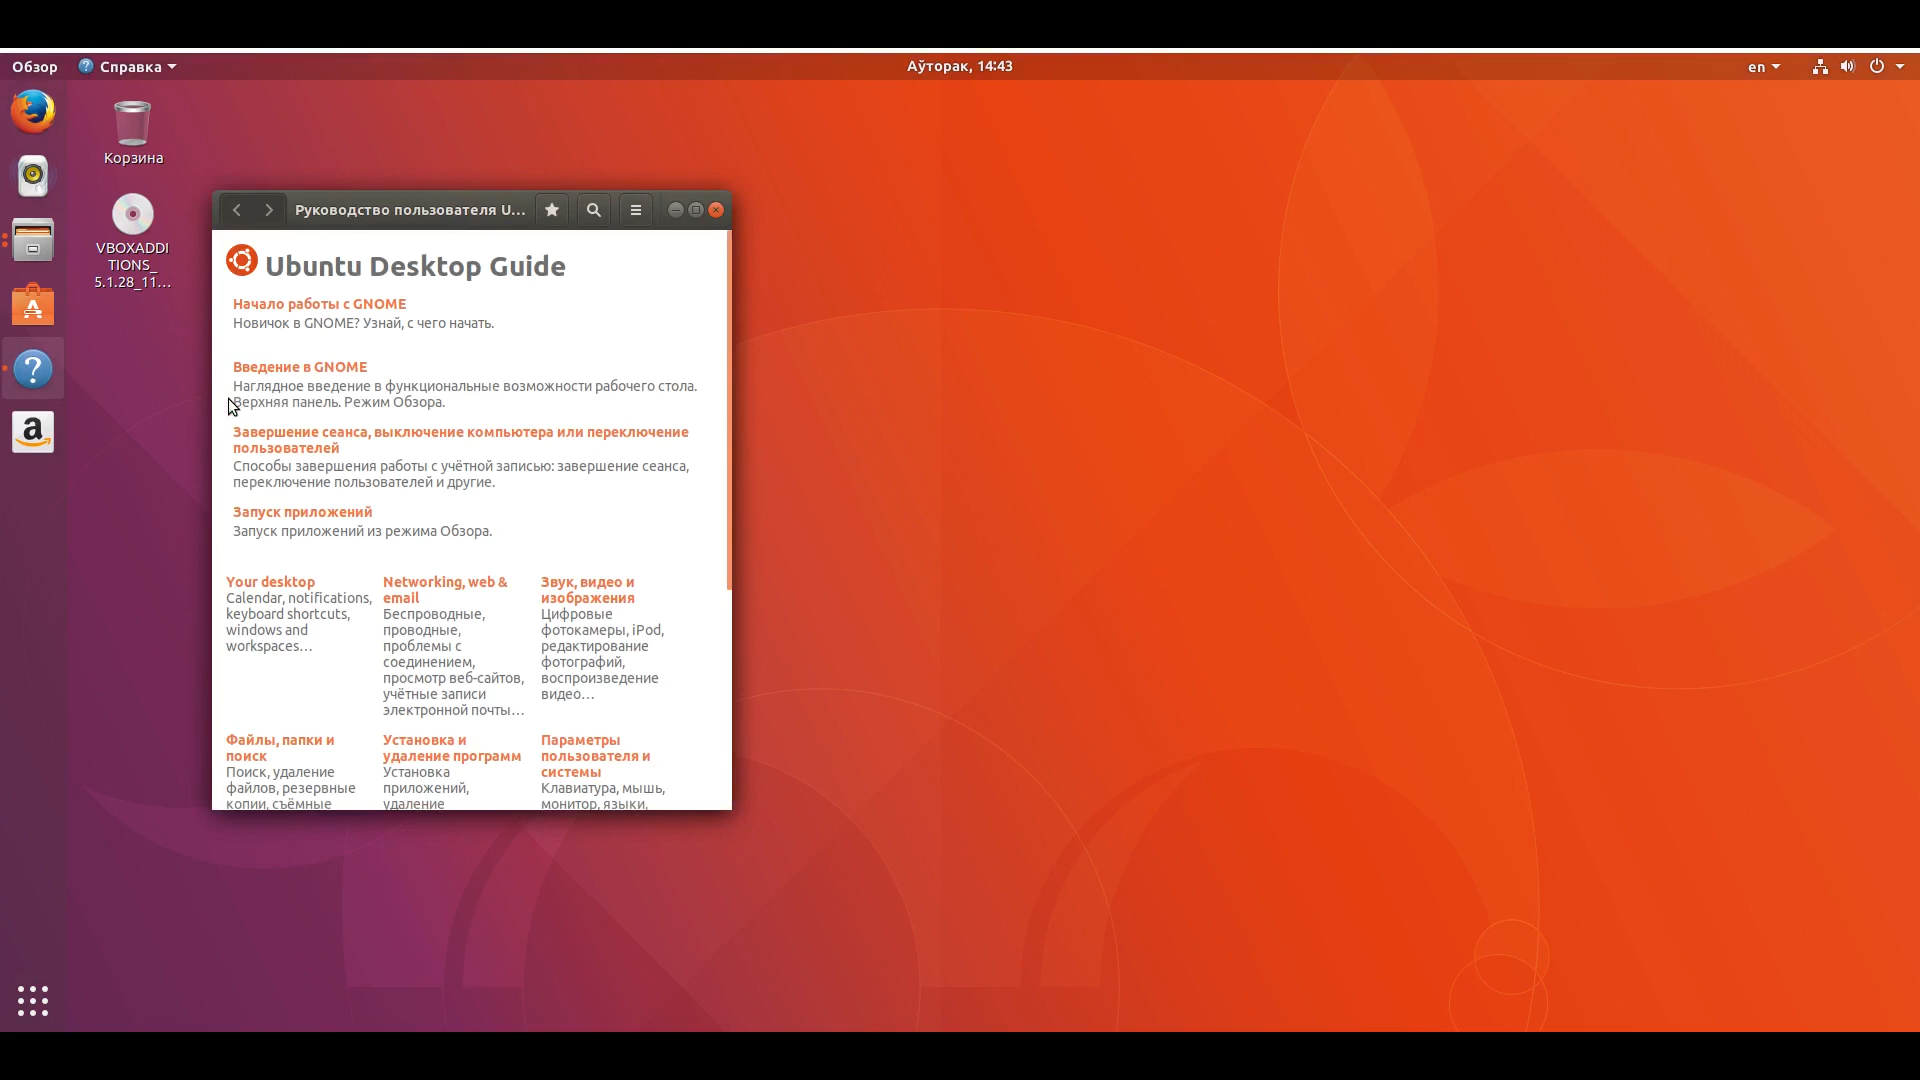 Обзор
Справка
Аўторак, 14:43
en
Корзина
VBOXADDI
TIONS_
5.1.28_11...
Руководство пользователя U...
Ubuntu Desktop Guide
Начало работы с GNOME
Новичок в GNOME? Узнай, с чего начать.
Введение в GNOME
Наглядное введение в функциональные возможности рабочего стола.
Верхняя панель. Режим Обзора.
Завершение сеанса, выключение компьютера или переключение
пользователей
Способы завершения работы с учётной записью: завершение сеанса,
переключение пользователей и другие.
Запуск приложений
Запуск приложений из режима Обзора.
Your desktop
Calendar, notifications,
keyboard shortcuts,
windows and
workspaces…
Networking, web &
email
Беспроводные,
проводные,
проблемы с
соединением,
просмотр веб-сайтов,
учётные записи
электронной почты…
Звук, видео и
изображения
Цифровые
фотокамеры, iPod,
редактирование
фотографий,
воспроизведение
видео…
Файлы, папки и
поиск
Поиск, удаление
файлов, резервные
копии, съёмные
Установка и
удаление программ
Установка
приложений,
удаление
Параметры
пользователя и
системы
Клавиатура, мышь,
монитор, языки,